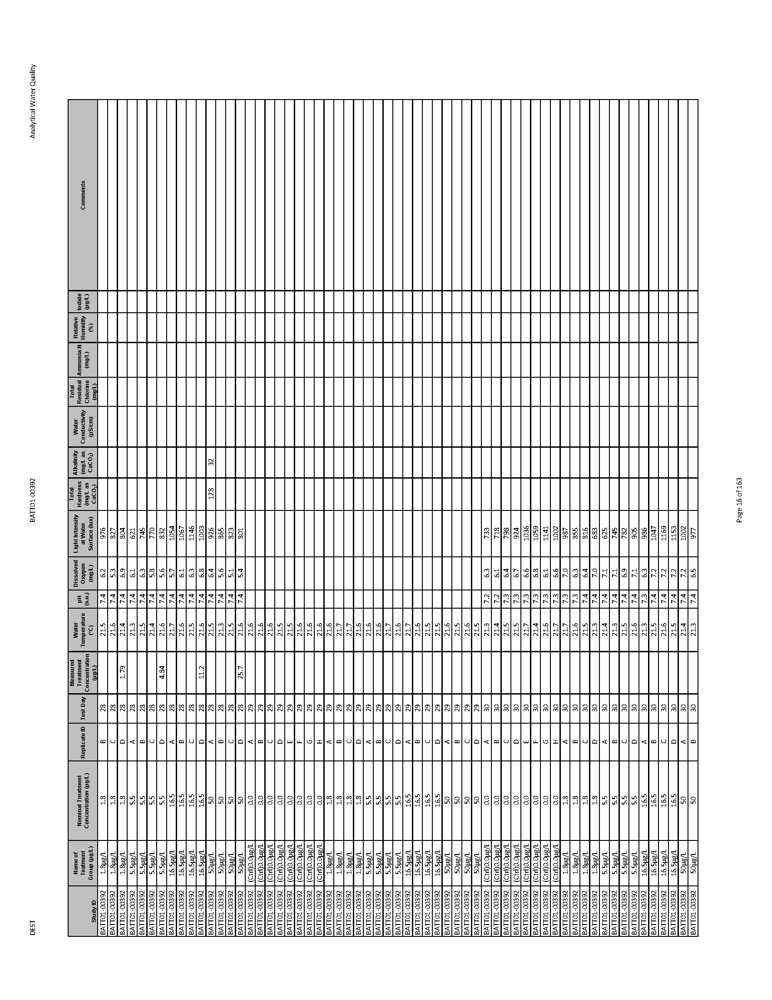 DEST BATT01-00392 Analytical Water Quality
Study ID | Name of Teatment Group (µg/L) | Nominal Treatment Concentration (µg/L) | Replicate ID | Test Day | Measured Treatment Concentration (µg/L) | Water Temperature (°C) | pH (s.u.) | Dissolved Oxygen (mg/L) | Light Intensity at Water Surface (lux) | Total Hardness (mg/L as CaCO₃) | Alkalinity (mg/L as CaCO₃) | Water Conductivity (µS/cm) | Total Residual Chlorine (mg/L) | Ammonia-N (mg/L) | Relative Humidity (%) | Iodide (µg/L) | Comments
BATT01-00392 1.8µg/L 1.8 B 28 21.5 7.4 6.2 976
BATT01-00392 1.8µg/L 1.8 C 28 21.6 7.4 5.3 827
BATT01-00392 1.8µg/L 1.8 D 28 1.79 21.4 7.4 6.9 804
BATT01-00392 5.5µg/L 5.5 A 28 21.3 7.4 6.1 621
BATT01-00392 5.5µg/L 5.5 B 28 21.5 7.4 6.3 745
BATT01-00392 5.5µg/L 5.5 C 28 21.4 7.4 5.8 770
BATT01-00392 5.5µg/L 5.5 D 28 4.84 21.6 7.4 5.6 832
BATT01-00392 16.5µg/L 16.5 A 28 21.7 7.4 5.7 1054
BATT01-00392 16.5µg/L 16.5 B 28 21.6 7.4 6.1 1067
BATT01-00392 16.5µg/L 16.5 C 28 21.5 7.4 6.3 1146
BATT01-00392 16.5µg/L 16.5 D 28 11.2 21.6 7.4 6.8 1003
BATT01-00392 50µg/L 50 A 28 21.5 7.4 6.4 926 128 32
BATT01-00392 50µg/L 50 B 28 21.3 7.4 5.6 865
BATT01-00392 50µg/L 50 C 28 21.5 7.4 5.1 823
BATT01-00392 50µg/L 50 D 28 25.7 21.6 7.4 5.4 801
BATT01-00392 (Ctrl)0.0µg/L 0.0 A 29 21.6
BATT01-00392 (Ctrl)0.0µg/L 0.0 B 29 21.6
BATT01-00392 (Ctrl)0.0µg/L 0.0 C 29 21.6
BATT01-00392 (Ctrl)0.0µg/L 0.0 D 29 21.5
BATT01-00392 (Ctrl)0.0µg/L 0.0 E 29 21.5
BATT01-00392 (Ctrl)0.0µg/L 0.0 F 29 21.6
BATT01-00392 (Ctrl)0.0µg/L 0.0 G 29 21.6
BATT01-00392 (Ctrl)0.0µg/L 0.0 H 29 21.6
BATT01-00392 1.8µg/L 1.8 A 29 21.6
BATT01-00392 1.8µg/L 1.8 B 29 21.7
BATT01-00392 1.8µg/L 1.8 C 29 21.7
BATT01-00392 1.8µg/L 1.8 D 29 21.6
BATT01-00392 5.5µg/L 5.5 A 29 21.6
BATT01-00392 5.5µg/L 5.5 B 29 21.6
BATT01-00392 5.5µg/L 5.5 C 29 21.7
BATT01-00392 5.5µg/L 5.5 D 29 21.6
BATT01-00392 16.5µg/L 16.5 A 29 21.7
BATT01-00392 16.5µg/L 16.5 B 29 21.6
BATT01-00392 16.5µg/L 16.5 C 29 21.5
BATT01-00392 16.5µg/L 16.5 D 29 21.5
BATT01-00392 50µg/L 50 A 29 21.6
BATT01-00392 50µg/L 50 B 29 21.5
BATT01-00392 50µg/L 50 C 29 21.6
BATT01-00392 50µg/L 50 D 29 21.5
BATT01-00392 (Ctrl)0.0µg/L 0.0 A 30 21.3 7.2 6.3 733
BATT01-00392 (Ctrl)0.0µg/L 0.0 B 30 21.4 7.2 6.1 718
BATT01-00392 (Ctrl)0.0µg/L 0.0 C 30 21.5 7.3 6.4 798
BATT01-00392 (Ctrl)0.0µg/L 0.0 D 30 21.5 7.3 6.7 924
BATT01-00392 (Ctrl)0.0µg/L 0.0 E 30 21.7 7.3 6.6 1036
BATT01-00392 (Ctrl)0.0µg/L 0.0 F 30 21.4 7.3 6.8 1059
BATT01-00392 (Ctrl)0.0µg/L 0.0 G 30 21.6 7.3 6.1 1141
BATT01-00392 (Ctrl)0.0µg/L 0.0 H 30 21.7 7.3 6.6 1002
BATT01-00392 1.8µg/L 1.8 A 30 21.7 7.3 7.0 987
BATT01-00392 1.8µg/L 1.8 B 30 21.6 7.3 6.3 855
BATT01-00392 1.8µg/L 1.8 C 30 21.5 7.4 6.4 816
BATT01-00392 1.8µg/L 1.8 D 30 21.3 7.4 7.0 683
BATT01-00392 5.5µg/L 5.5 A 30 21.4 7.4 7.1 625
BATT01-00392 5.5µg/L 5.5 B 30 21.3 7.4 7.1 745
BATT01-00392 5.5µg/L 5.5 C 30 21.5 7.4 6.9 782
BATT01-00392 5.5µg/L 5.5 D 30 21.6 7.4 7.1 905
BATT01-00392 16.5µg/L 16.5 A 30 21.3 7.3 6.3 986
BATT01-00392 16.5µg/L 16.5 B 30 21.5 7.4 7.2 1047
BATT01-00392 16.5µg/L 16.5 C 30 21.6 7.4 7.2 1169
BATT01-00392 16.5µg/L 16.5 D 30 21.5 7.4 7.2 1153
BATT01-00392 50µg/L 50 A 30 21.4 7.4 7.2 1002
BATT01-00392 50µg/L 50 B 30 21.3 7.4 6.5 977
Page 16 of 163